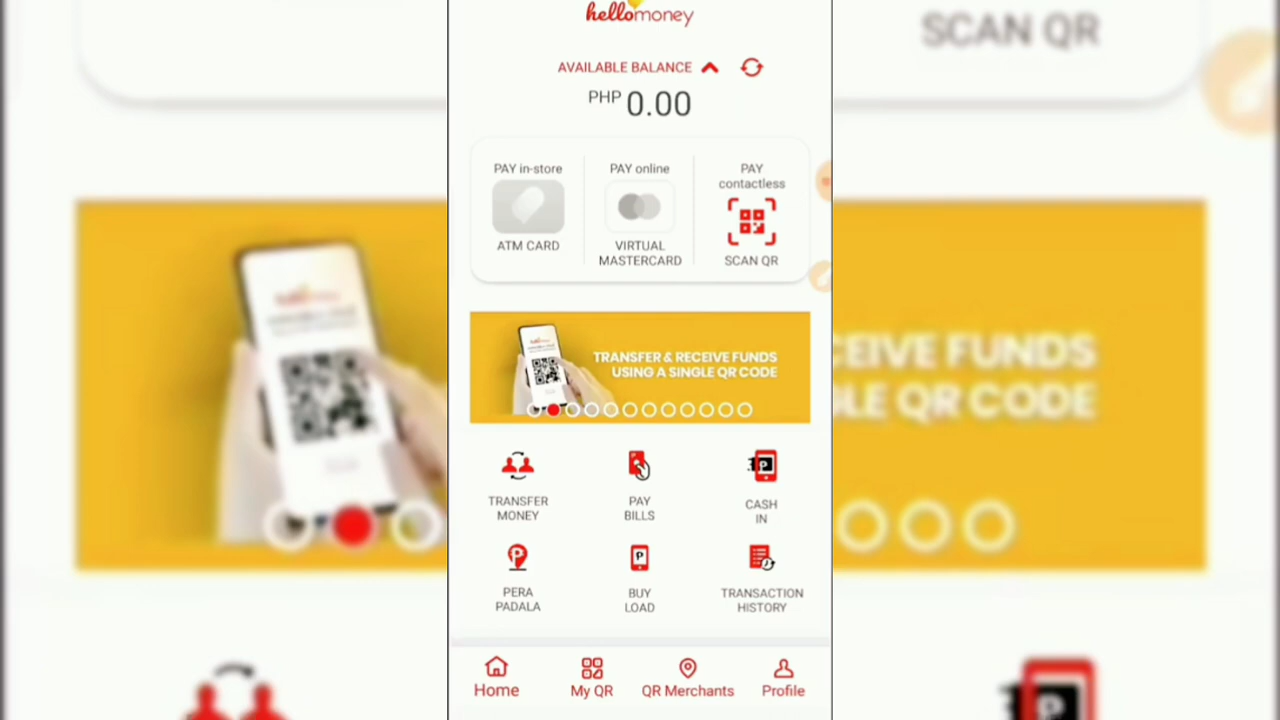 hellomoney
SCAN QR
AVAILABLE BALANCE
PHP 0.00
PAY in-store
PAY online
PAY
contactless
ATM CARD
VIRTUAL
MASTERCARD
SCAN QR
TRANSFER & RECEIVE FUNDS
USING A SINGLE QR CODE
CEIVE FUNDS
GLE QR CODE
TRANSFER
MONEY
PAY
BILLS
CASH
IN
PERA
PADALA
BUY
LOAD
TRANSACTION
HISTORY
Home
My QR
QR Merchants
Profile